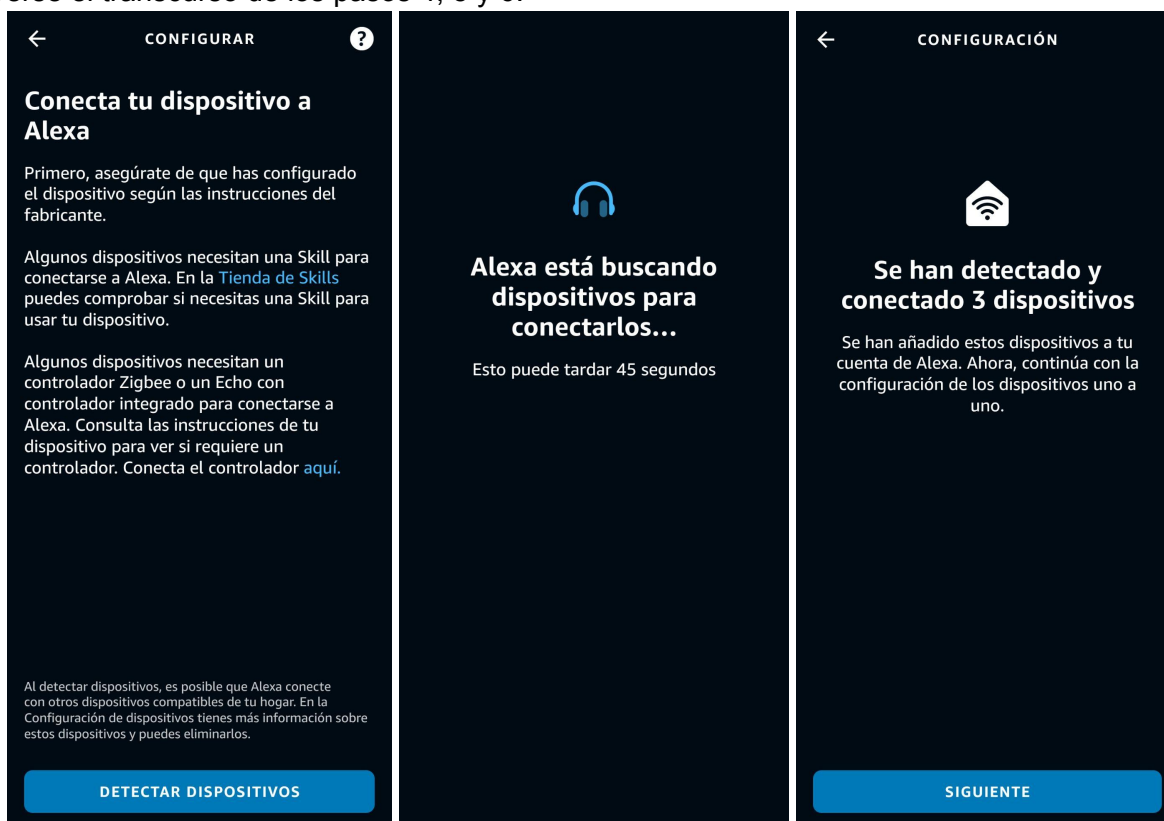 el transcurso de los pasos
CONFIGURAR
?
Conecta tu dispositivo a
Alexa
Primero, asegúrate de que has configurado
el dispositivo según las instrucciones del
fabricante.
Algunos dispositivos necesitan una Skill para
conectarse a Alexa. En la Tienda de Skills
puedes comprobar si necesitas una Skill para
usar tu dispositivo.
Algunos dispositivos necesitan un
controlador Zigbee o un Echo con
controlador integrado para conectarse a
Alexa. Consulta las instrucciones de tu
dispositivo para ver si requiere un
controlador. Conecta el controlador aquí.
Al detectar dispositivos, es posible que Alexa conecte
con otros dispositivos compatibles de tu hogar. En la
Configuración de dispositivos tienes más información sobre
estos dispositivos y puedes eliminarlos.
DETECTAR DISPOSITIVOS
Alexa está buscando
dispositivos para
conectarlos...
Esto puede tardar 45 segundos
CONFIGURACIÓN
Se han detectado y
conectado 3 dispositivos
Se han añadido estos dispositivos a tu
cuenta de Alexa. Ahora, continúa con la
configuración de los dispositivos uno a
uno.
SIGUIENTE